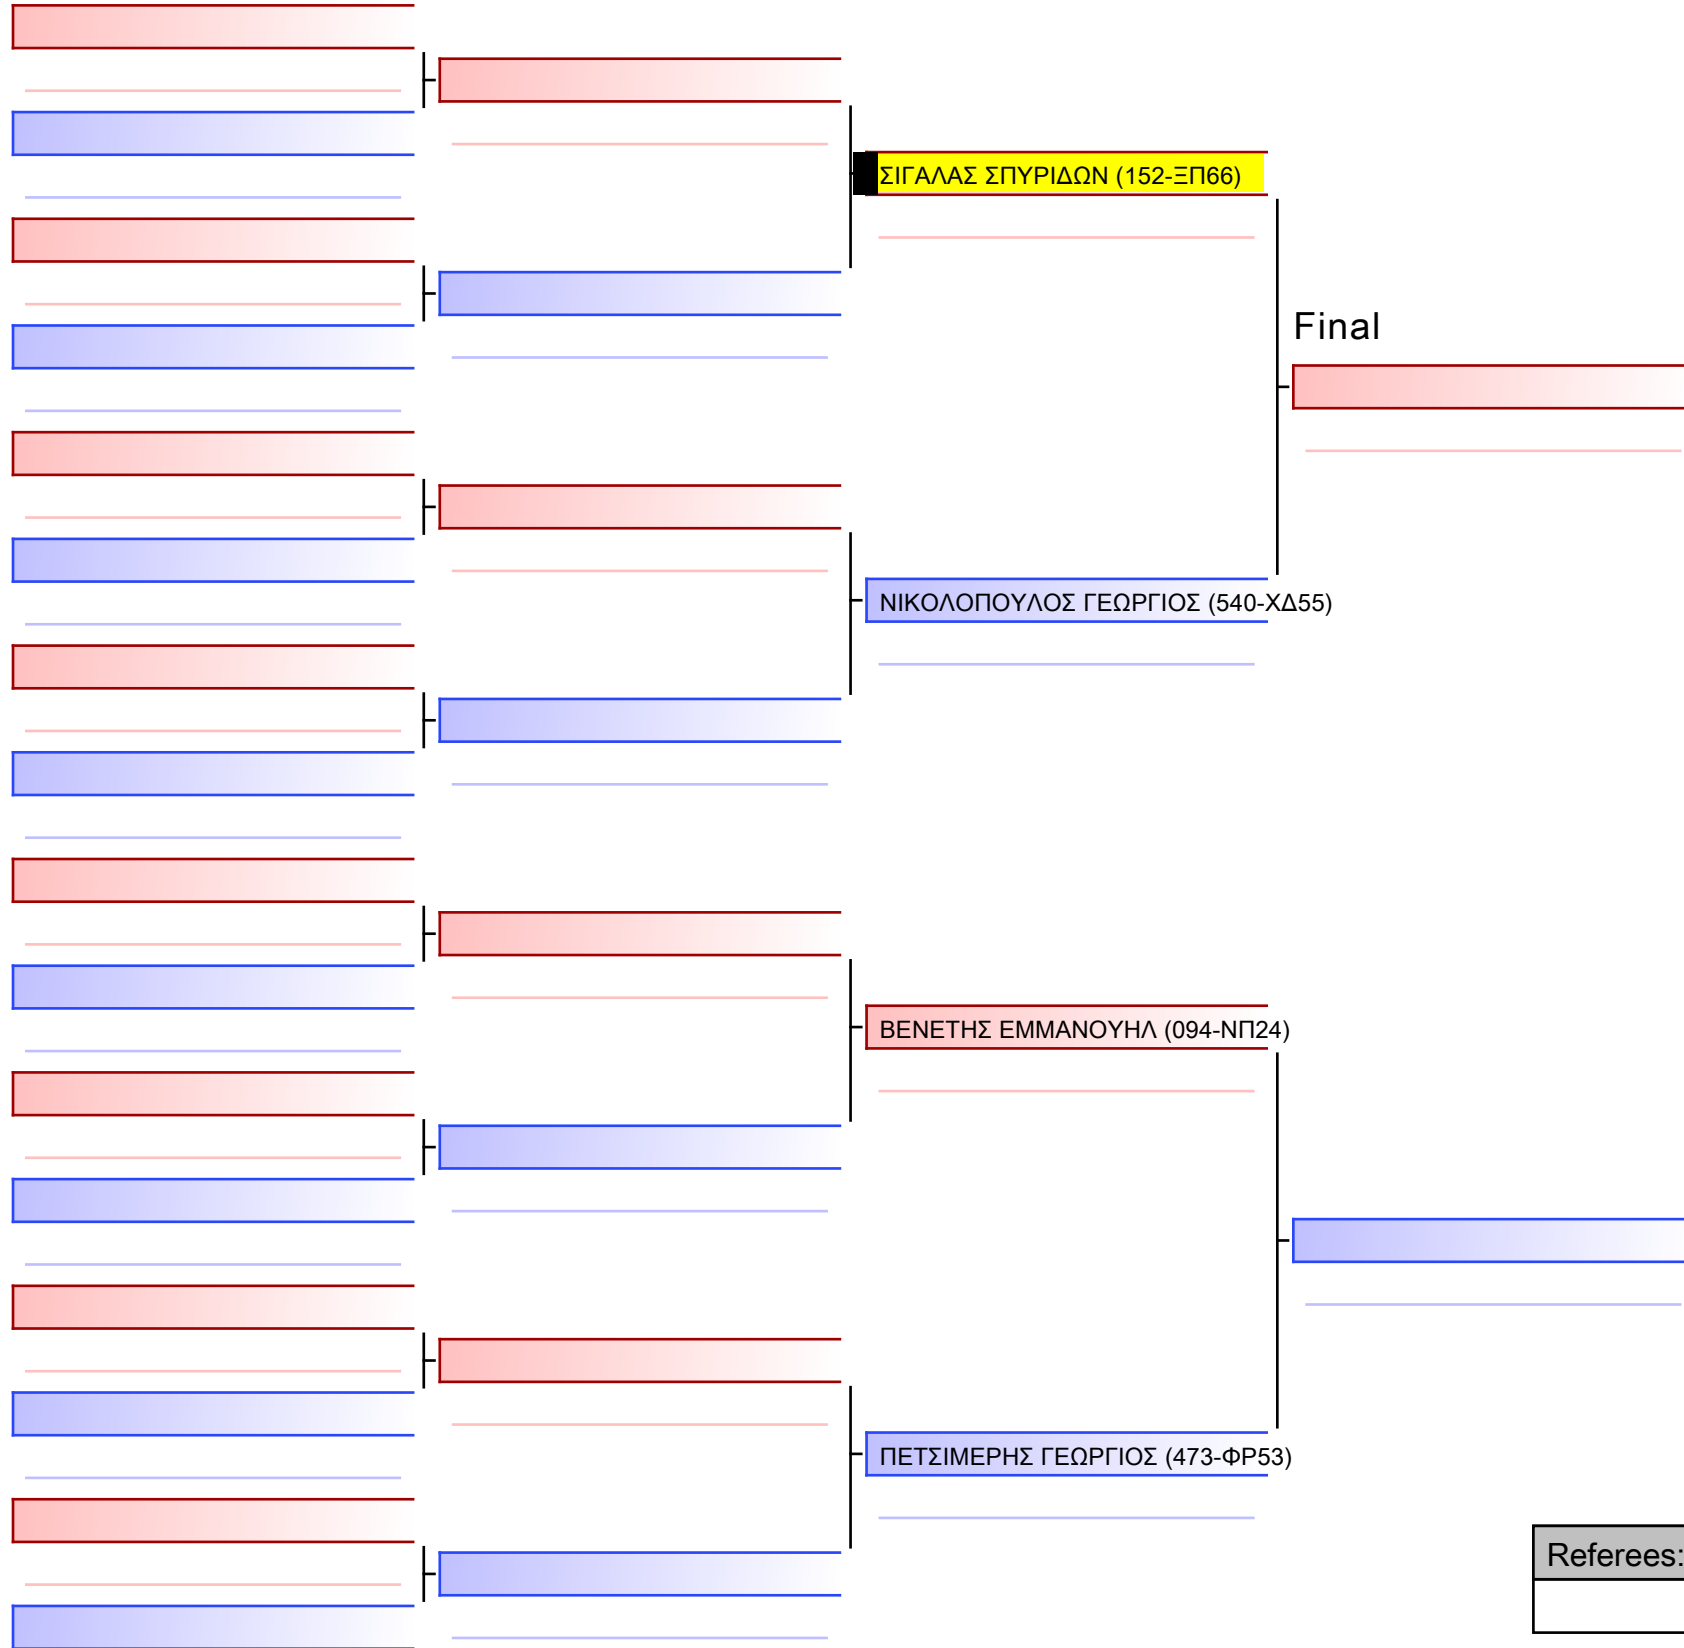 ΣΙΓΑΛΑΣ ΣΠΥΡΙΔΩΝ (152-ΞΠ66)
Final
ΝΙΚΟΛΟΠΟΥΛΟΣ ΓΕΩΡΓΙΟΣ (540-ΧΔ55)
ΒΕΝΕΤΗΣ ΕΜΜΑΝΟΥΗΛ (094-ΝΠ24)
ΠΕΤΣΙΜΕΡΗΣ ΓΕΩΡΓΙΟΣ (473-ΦΡ53)
Referees: